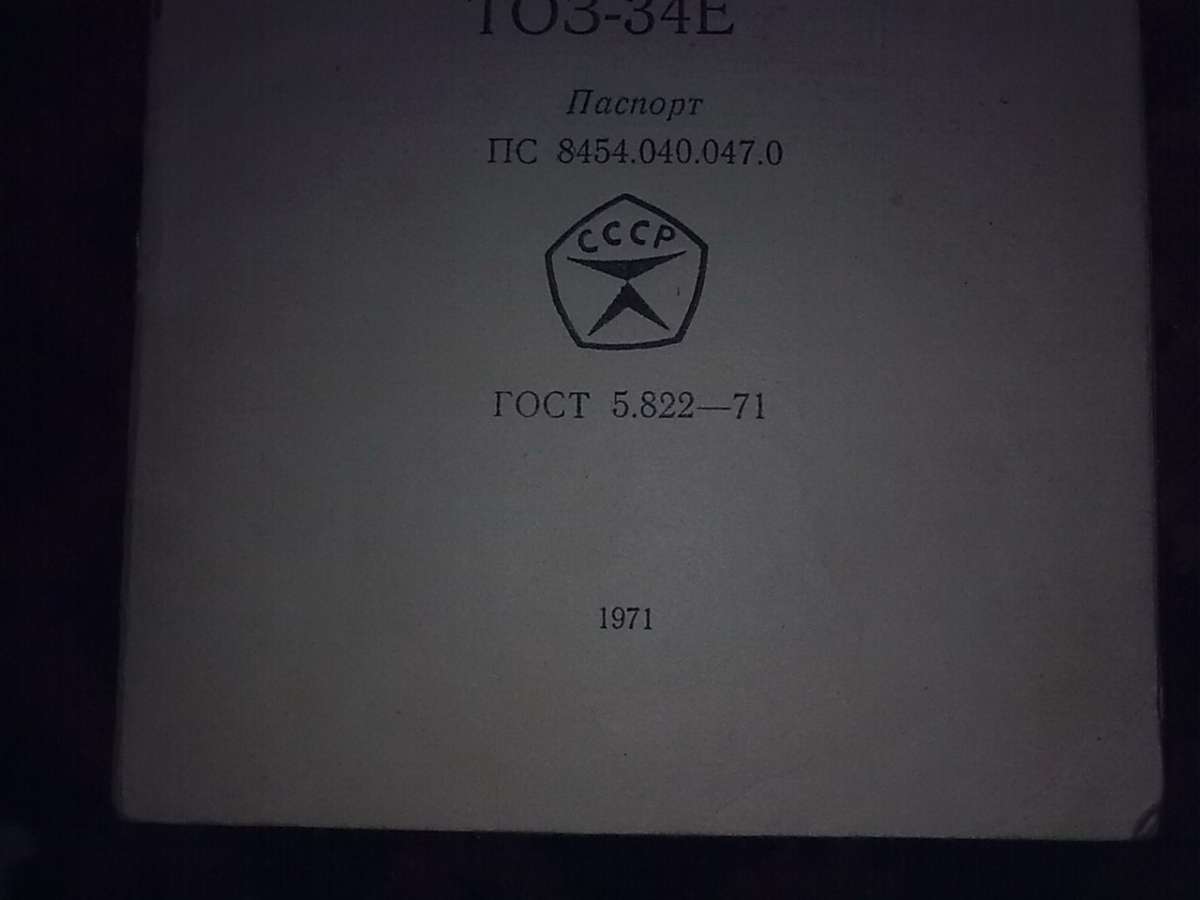 ТОЗ-34Е
Паспорт
ПС 8454.040.047.0
СССР
ГОСТ 5.822—71
1971